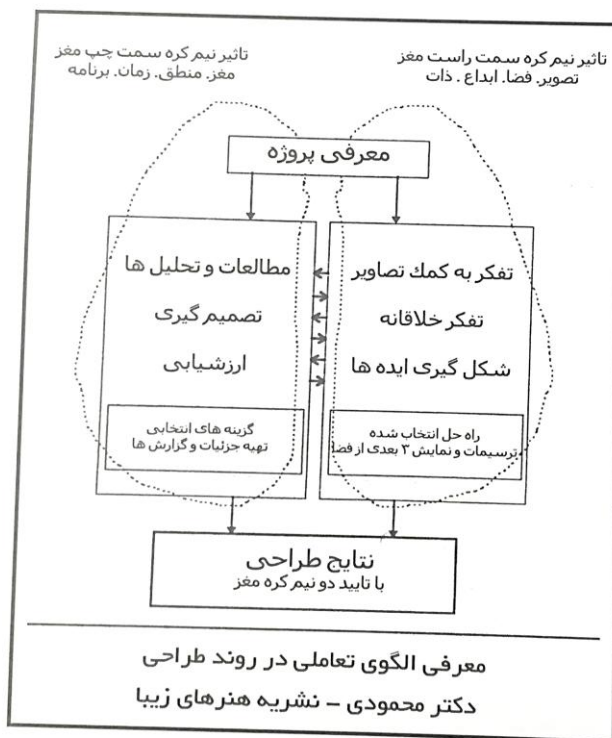 تاثیر نیم کره سمت راست مغز
تصویر. فضا. ابداع . ذات
تاثیر نیم کره سمت چپ مغز
مغز. منطق. زمان. برنامه
معرفی پروژه
تفکر به کمك تصاویر
تفکر خلاقانه
شکل گیری ایده ها
راه حل انتخاب شده
ترسیمات و نمایش ۳ بعدی از فضا
مطالعات و تحلیل ها
تصمیم گیری
ارزشیابی
گزینه های انتخابی
تهیه جزئیات و گزارش ها
نتایج طراحی
با تایید دو نیم کره مغز
معرفی الگوی تعاملی در روند طراحی
دکتر محمودی – نشریه هنرهای زیبا